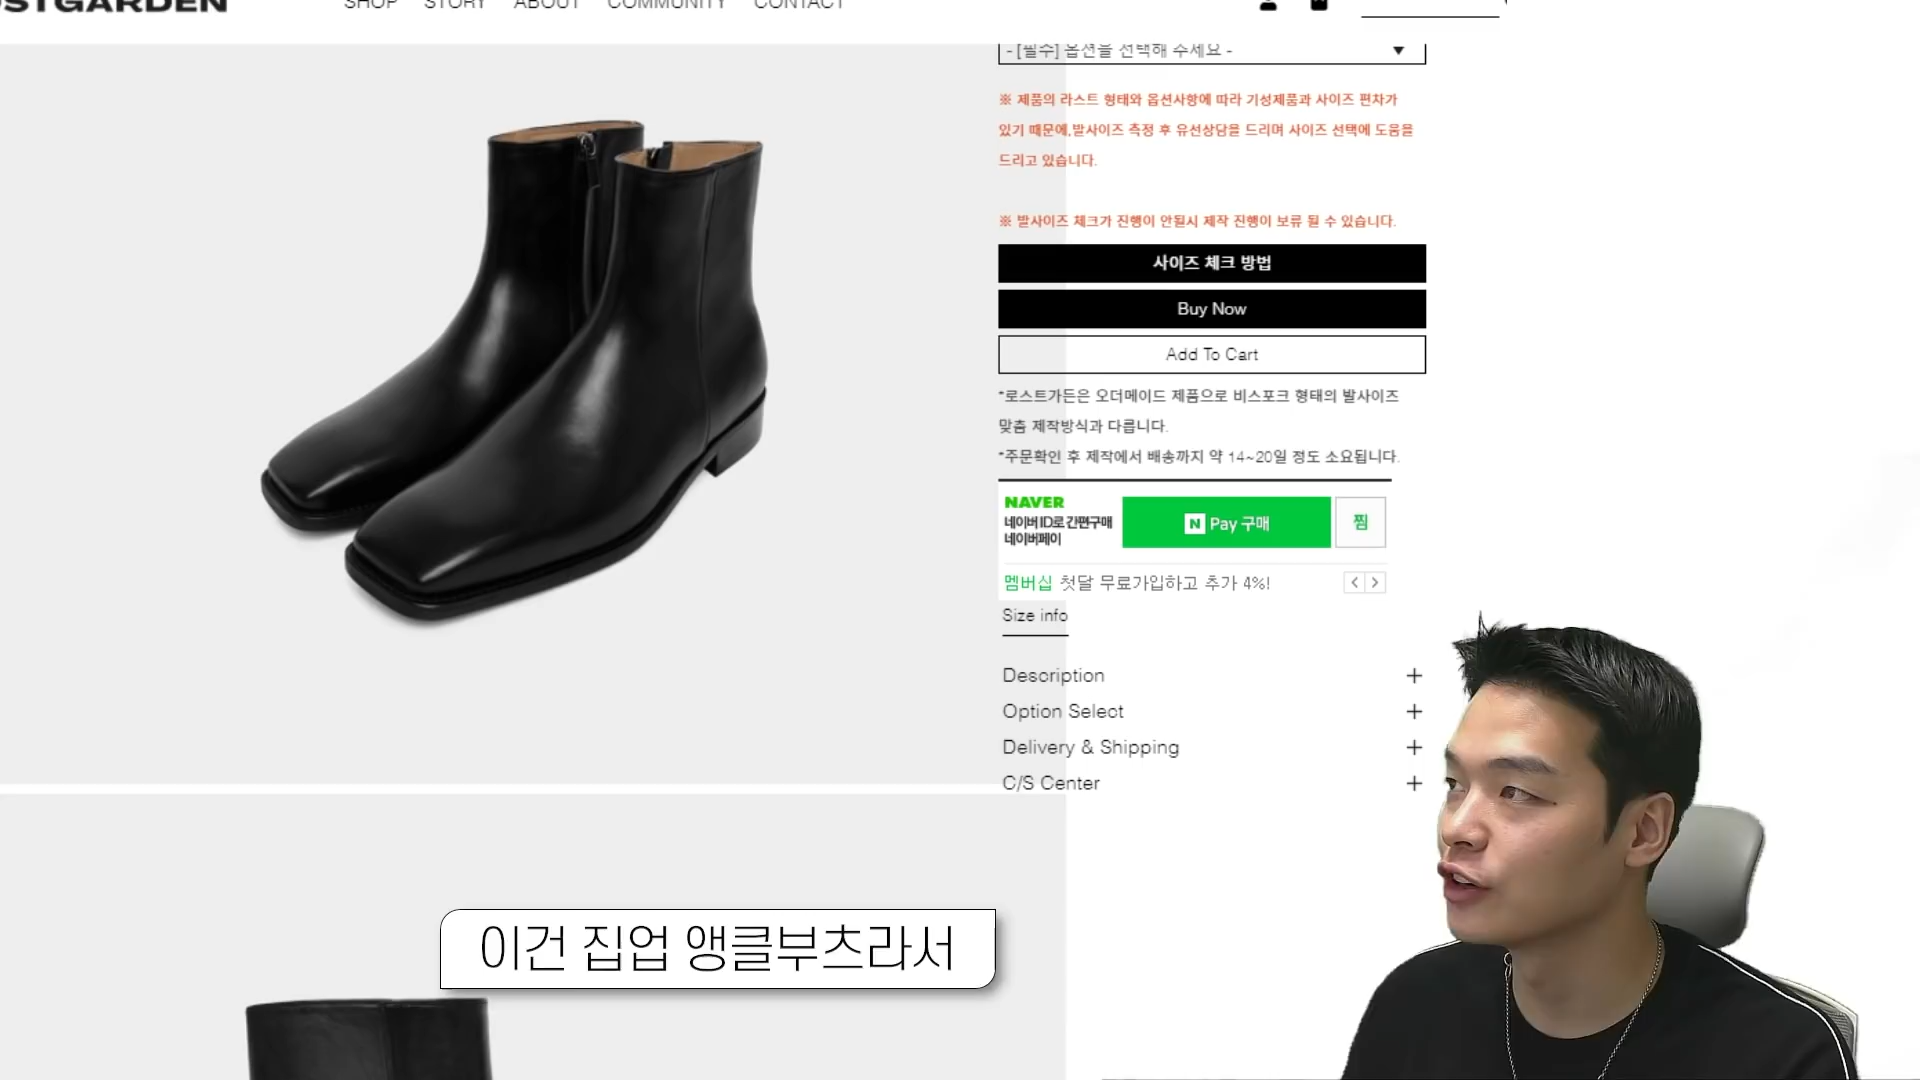 OSTGARDEN
SHOP STORY ABOUT COMMUNITY CONTACT
- [필수] 옵션을 선택해 주세요 -
※ 제품의 라스트 형태와 옵션사항에 따라 기성제품과 사이즈 편차가
있기 때문에,발사이즈 측정 후 유선상담을 드리며 사이즈 선택에 도움을
드리고 있습니다.
※ 발사이즈 체크가 진행이 안될시 제작 진행이 보류 될 수 있습니다.
사이즈 체크 방법
Buy Now
Add To Cart
*로스트가든은 오더메이드 제품으로 비스포크 형태의 발사이즈
맞춤 제작방식과 다릅니다.
*주문확인 후 제작에서 배송까지 약 14~20일 정도 소요됩니다.
NAVER
네이버 ID로 간편구매
네이버페이
N Pay 구매
찜
멤버십 첫달 무료가입하고 추가 4%!
Size info
Description +
Option Select +
Delivery & Shipping +
C/S Center +
이건 집업 앵클부츠라서